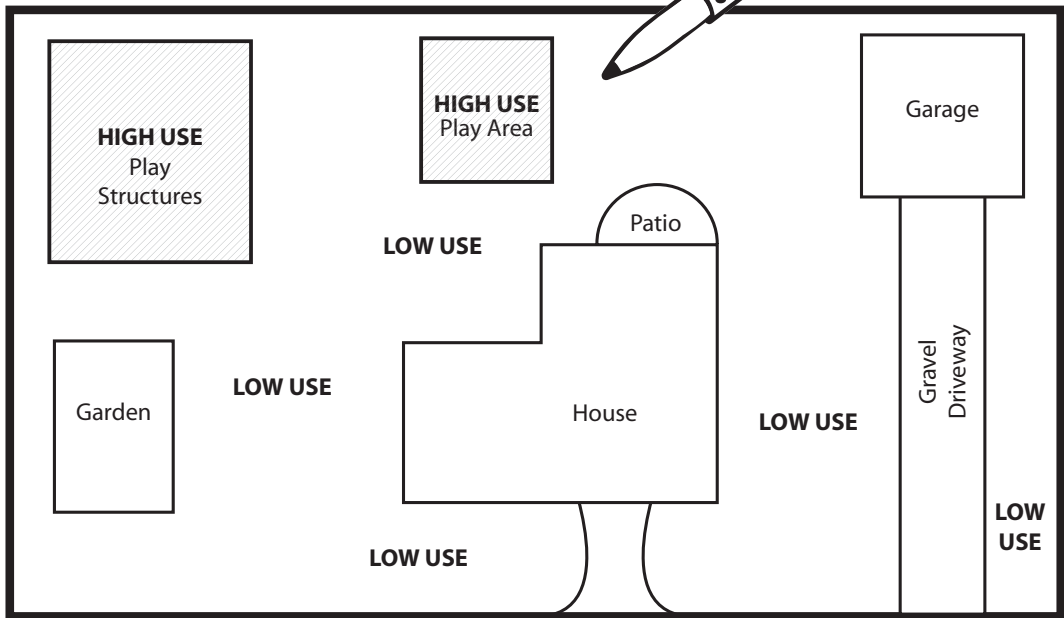 HIGH USE
Play
Structures
HIGH USE
Play Area
Garage
Patio
LOW USE
Garden
LOW USE
House
LOW USE
Gravel
Driveway
LOW USE
LOW
USE